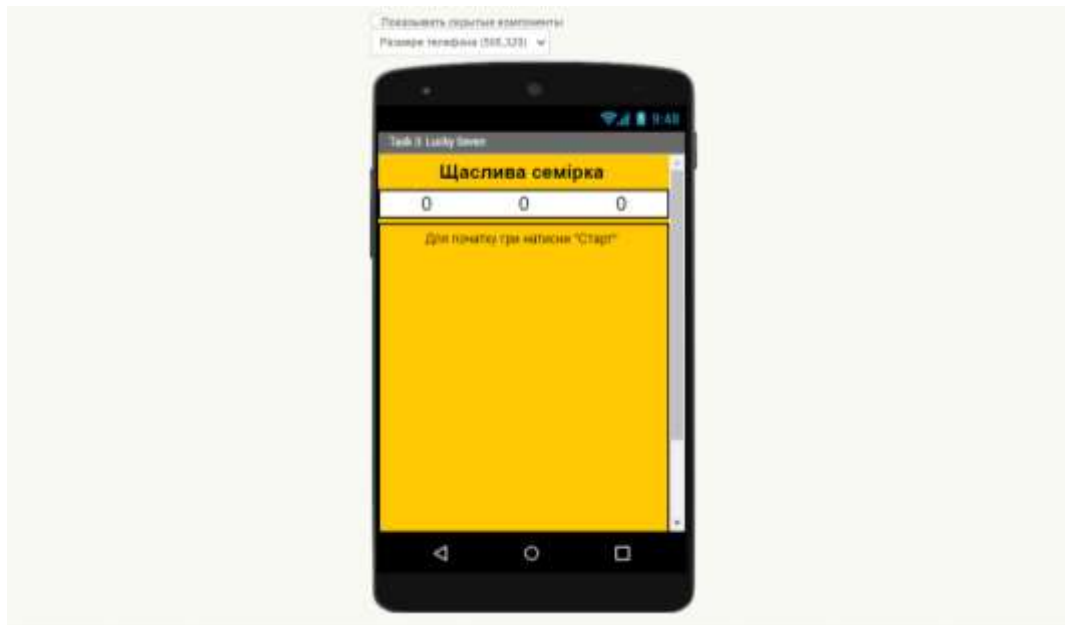 Показывать скрытые компоненты
Размере телефона (505,320)
9:48
Task 3 Lucky Seven
Щаслива семірка
0 0 0
Для початку гри натисни "Старт"